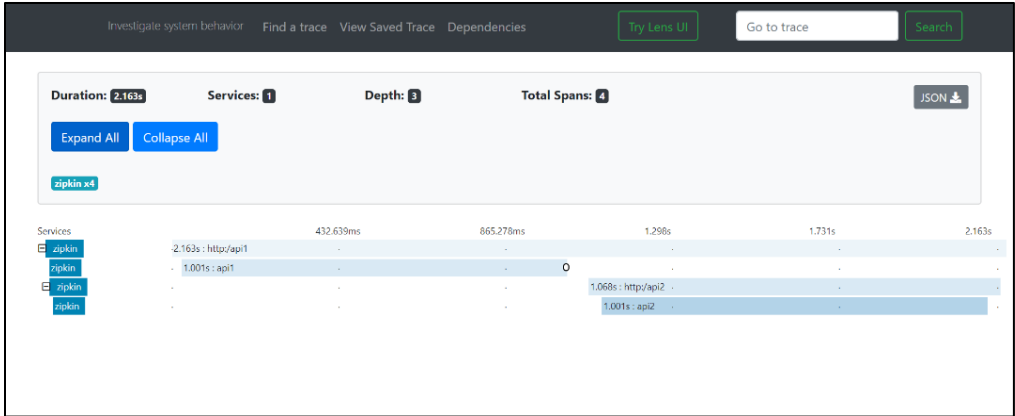 Investigate system behavior Find a trace View Saved Trace Dependencies Try Lens UI Go to trace Search
Duration: 2.163s Services: 1 Depth: 3 Total Spans: 4 JSON
Expand All Collapse All
zipkin x4
Services 432.639ms 865.278ms 1.298s 1.731s 2.163s
zipkin 2.163s : http:/api1
zipkin 1.001s : api1
zipkin 1.068s : http:/api2
zipkin 1.001s : api2